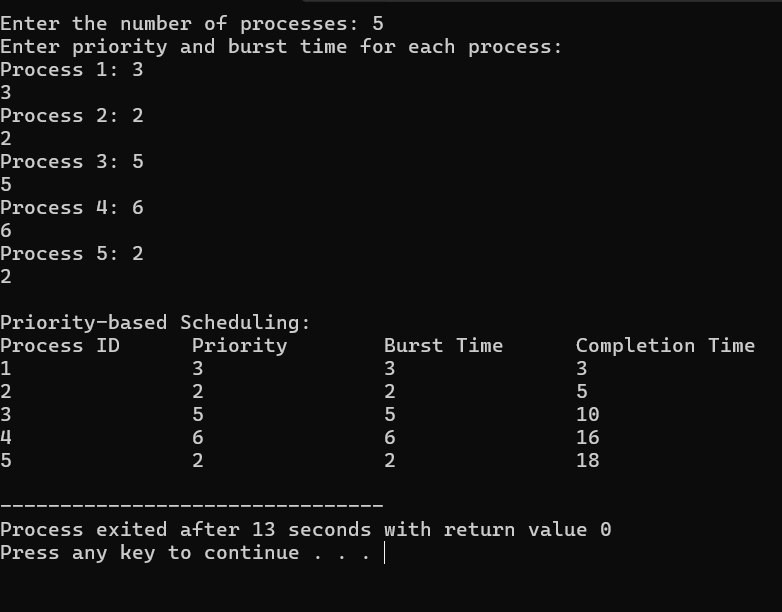 Enter the number of processes: 5
Enter priority and burst time for each process:
Process 1: 3
3
Process 2: 2
2
Process 3: 5
5
Process 4: 6
6
Process 5: 2
2

Priority-based Scheduling:
Process ID      Priority        Burst Time      Completion Time
1               3               3               3
2               2               2               5
3               5               5               10
4               6               6               16
5               2               2               18

--------------------------------
Process exited after 13 seconds with return value 0
Press any key to continue . . .